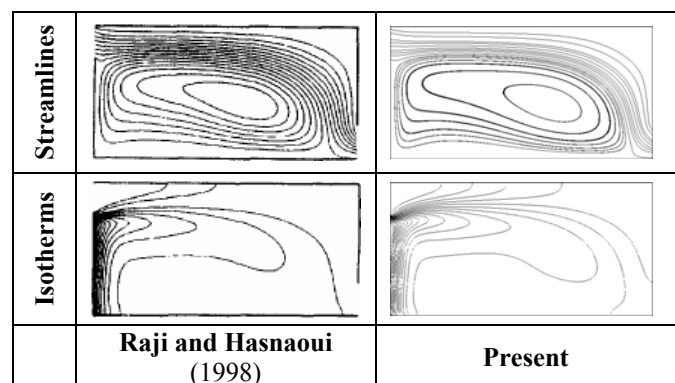 Streamlines
Isotherms
Raji and Hasnaoui
(1998)
Present